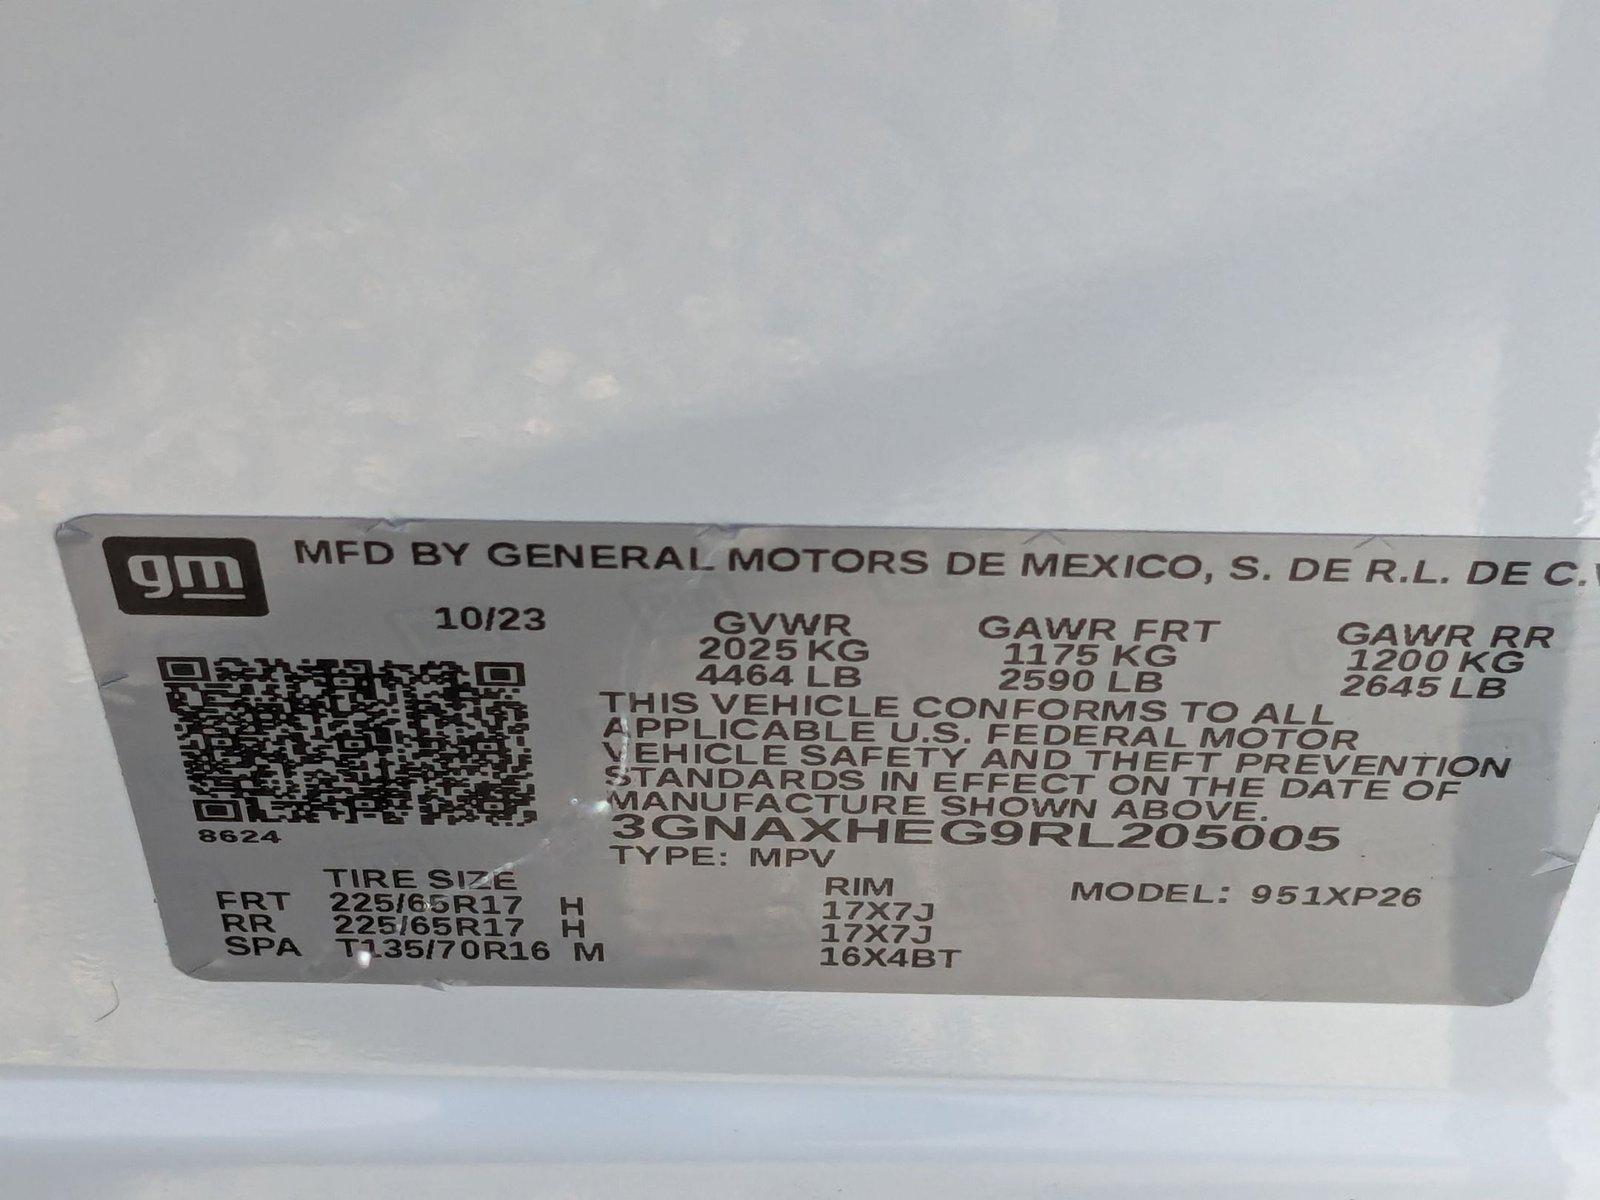 gm MFD BY GENERAL MOTORS DE MEXICO, S. DE R.L. DE C.V
10/23 GVWR GAWR FRT GAWR RR
2025 KG 1175 KG 1200 KG
4464 LB 2590 LB 2645 LB
THIS VEHICLE CONFORMS TO ALL
APPLICABLE U.S. FEDERAL MOTOR
VEHICLE SAFETY AND THEFT PREVENTION
STANDARDS IN EFFECT ON THE DATE OF
MANUFACTURE SHOWN ABOVE.
8624
3GNAXHEG9RL205005
TYPE: MPV
MODEL: 951XP26
TIRE SIZE RIM
FRT 225/65R17 H 17X7J
RR 225/65R17 H 17X7J
SPA T135/70R16 M 16X4BT